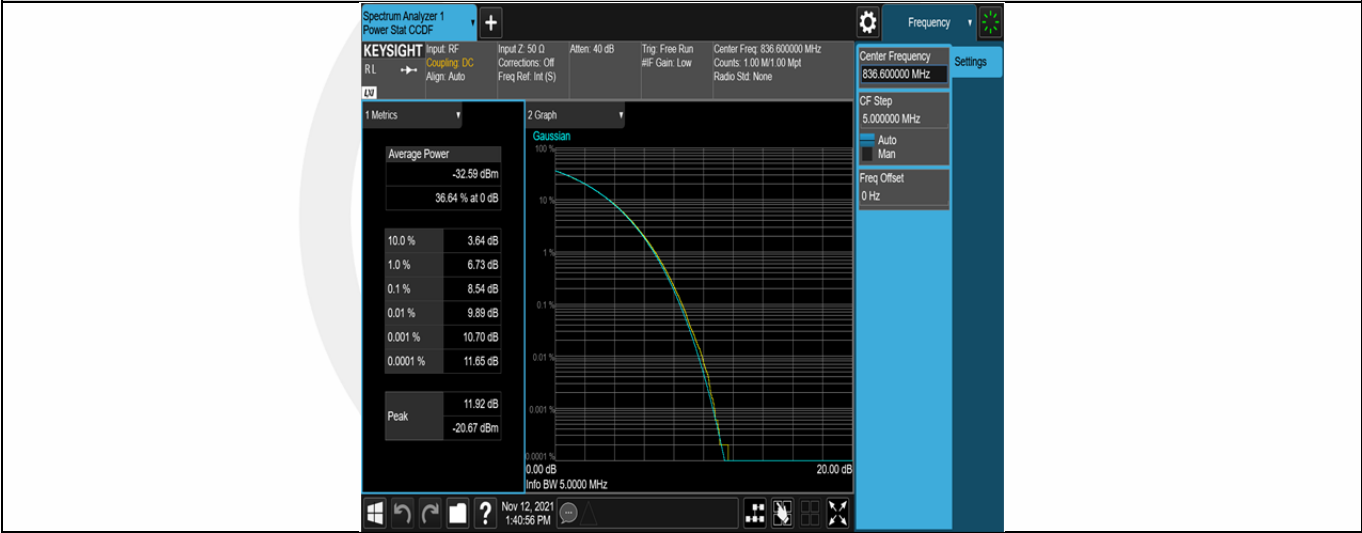 Spectrum Analyzer 1
Power Stat CCDF
+
Frequency
KEYSIGHT
R L
LXI
Input: RF
Coupling: DC
Align: Auto
Input Z: 50 Ω
Corrections: Off
Freq Ref: Int (S)
Atten: 40 dB
Trig: Free Run
#IF Gain: Low
Center Freq: 836.600000 MHz
Counts: 1.00 M/1.00 Mpt
Radio Std: None
Center Frequency
836.600000 MHz
Settings
CF Step
5.000000 MHz
Auto
Man
Freq Offset
0 Hz
1 Metrics
Average Power
-32.59 dBm
36.64 % at 0 dB
10.0 % 3.64 dB
1.0 % 6.73 dB
0.1 % 8.54 dB
0.01 % 9.89 dB
0.001 % 10.70 dB
0.0001 % 11.65 dB
Peak
11.92 dB
-20.67 dBm
2 Graph
Gaussian
100 %
10 %
1 %
0.1 %
0.01 %
0.001 %
0.0001 %
0.00 dB 20.00 dB
Info BW 5.0000 MHz
?
Nov 12, 2021
1:40:56 PM